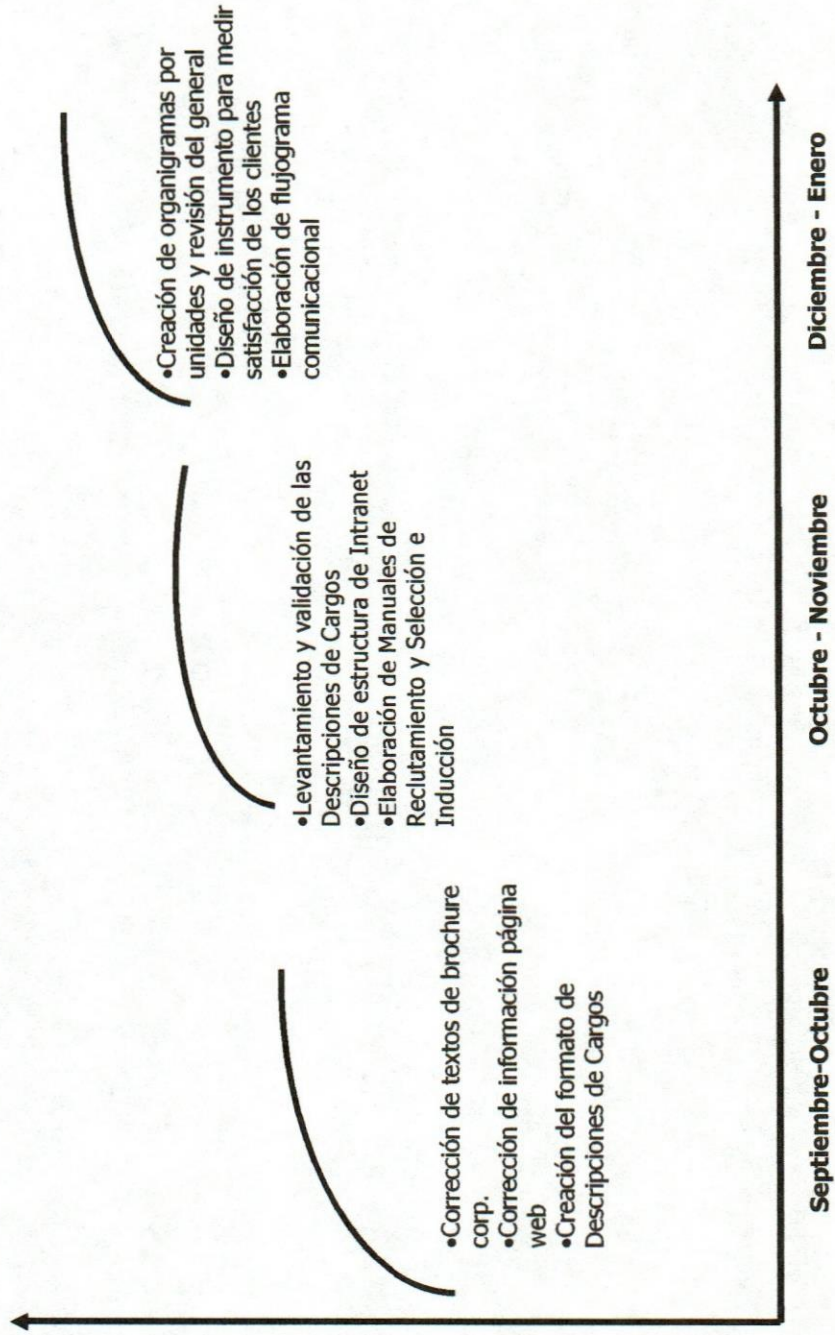 •Corrección de textos de brochure
corp.
•Corrección de información página
web
•Creación del formato de
Descripciones de Cargos
•Levantamiento y validación de las
Descripciones de Cargos
•Diseño de estructura de Intranet
•Elaboración de Manuales de
Reclutamiento y Selección e
Inducción
•Creación de organigramas por
unidades y revisión del general
•Diseño de instrumento para medir
satisfacción de los clientes
•Elaboración de flujograma
comunicacional
Septiembre-Octubre
Octubre - Noviembre
Diciembre - Enero